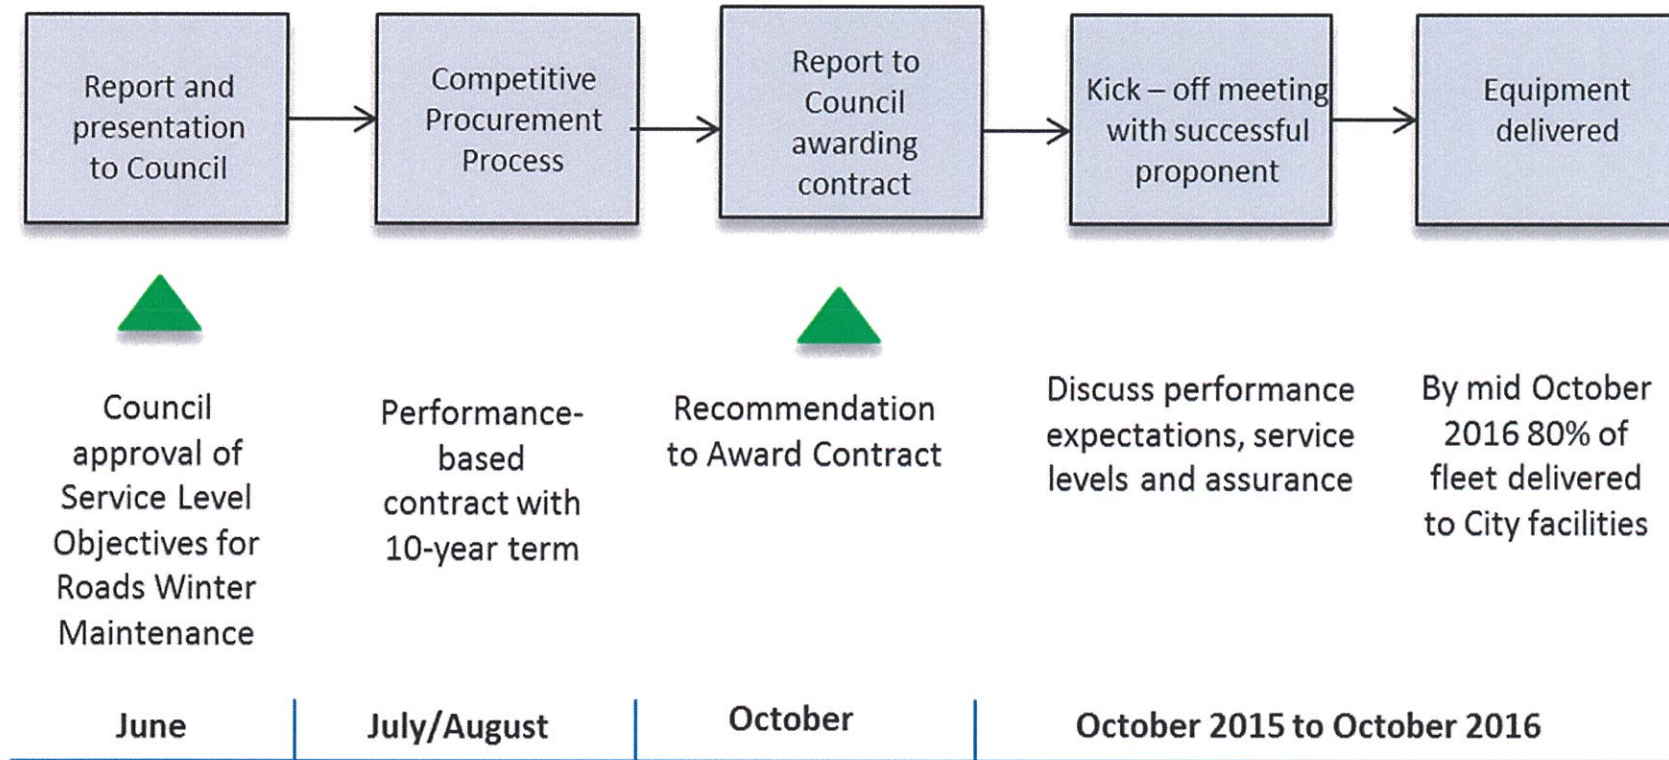 Report and
presentation
to Council
Competitive
Procurement
Process
Report to
Council
awarding
contract
Kick – off meeting
with successful
proponent
Equipment
delivered
Council
approval of
Service Level
Objectives for
Roads Winter
Maintenance
Performance-
based
contract with
10-year term
Recommendation
to Award Contract
Discuss performance
expectations, service
levels and assurance
By mid October
2016 80% of
fleet delivered
to City facilities
June
July/August
October
October 2015 to October 2016